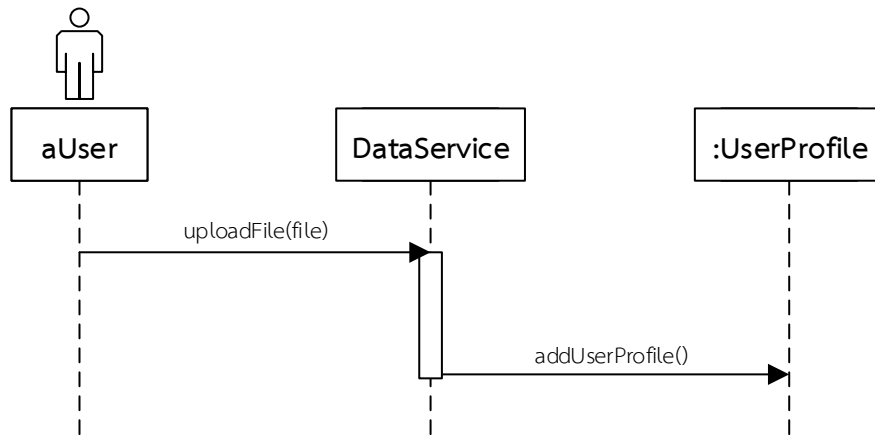 aUser
DataService
:UserProfile
uploadFile(file)
addUserProfile()